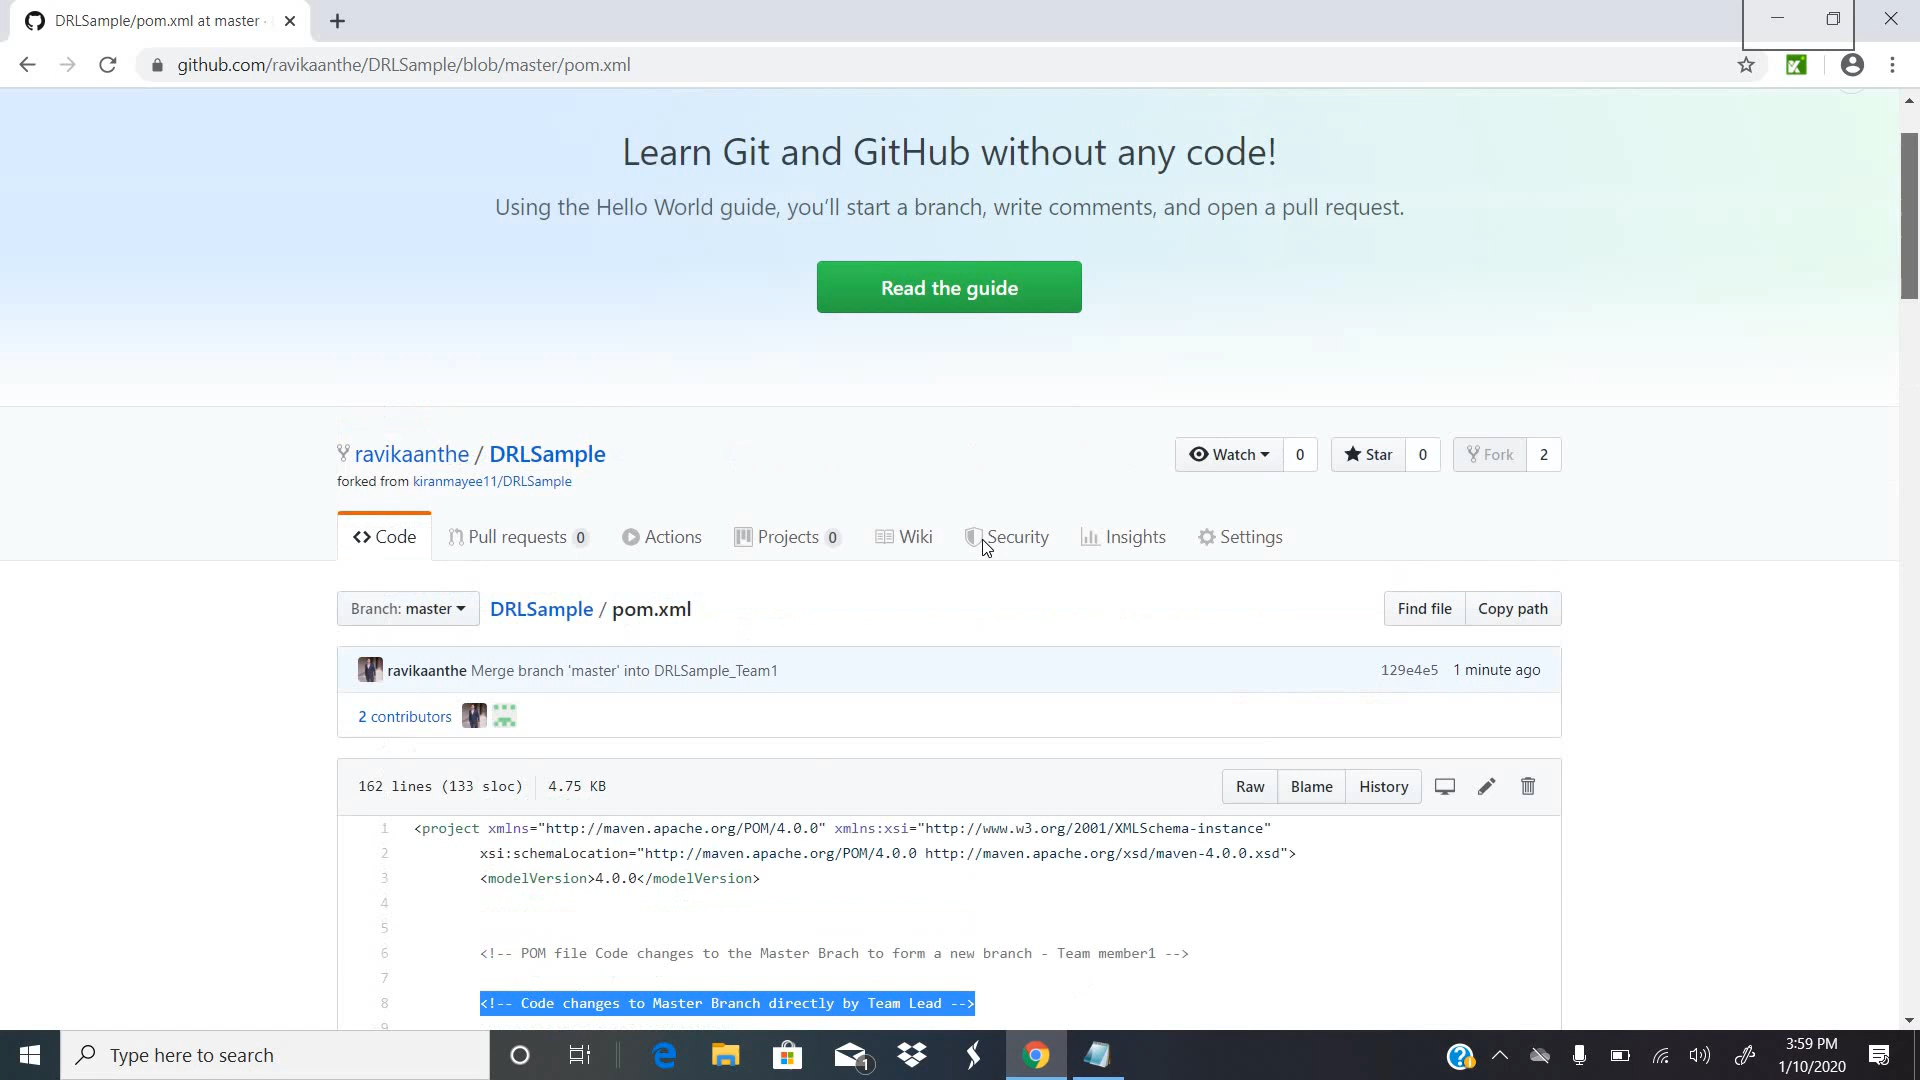 DRLSample/pom.xml at master ·
github.com/ravikaanthe/DRLSample/blob/master/pom.xml
Learn Git and GitHub without any code!
Using the Hello World guide, you’ll start a branch, write comments, and open a pull request.
Read the guide
ravikaanthe / DRLSample
Watch 0 Star 0 Fork 2
forked from kiranmayee11/DRLSample
Code Pull requests 0 Actions Projects 0 Wiki Security Insights Settings
Branch: master DRLSample / pom.xml Find file Copy path
ravikaanthe Merge branch 'master' into DRLSample_Team1 129e4e5 1 minute ago
2 contributors
162 lines (133 sloc) 4.75 KB Raw Blame History
1 <project xmlns="http://maven.apache.org/POM/4.0.0" xmlns:xsi="http://www.w3.org/2001/XMLSchema-instance"
2 xsi:schemaLocation="http://maven.apache.org/POM/4.0.0 http://maven.apache.org/xsd/maven-4.0.0.xsd">
3 <modelVersion>4.0.0</modelVersion>
4
5
6 <!-- POM file Code changes to the Master Brach to form a new branch - Team member1 -->
7
8 <!-- Code changes to Master Branch directly by Team Lead -->
9
Type here to search
1
3:59 PM
1/10/2020